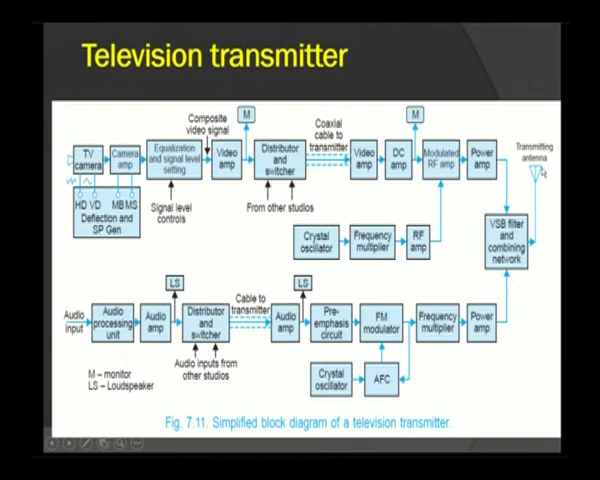 Television transmitter
Composite
video signal
M
Coaxial
cable to
transmitter
M
Transmitting
antenna
TV
camera
Camera
amp
Equalization
and signal level
setting
Video
amp
Distributor
and
switcher
Video
amp
DC
amp
Modulated
RF amp
Power
amp
HD VD MB MS
Deflection and
SP Gen
Signal level
controls
From other studios
VSB filter
and
combining
network
Crystal
oscillator
Frequency
multiplier
RF
amp
LS
Cable to
transmitter
LS
Audio
input
Audio
processing
unit
Audio
amp
Distributor
and
switcher
Audio
amp
Pre-
emphasis
circuit
FM
modulator
Frequency
multiplier
Power
amp
Audio inputs from
other studios
Crystal
oscillator
AFC
M – monitor
LS – Loudspeaker
Fig. 7.11. Simplified block diagram of a television transmitter.